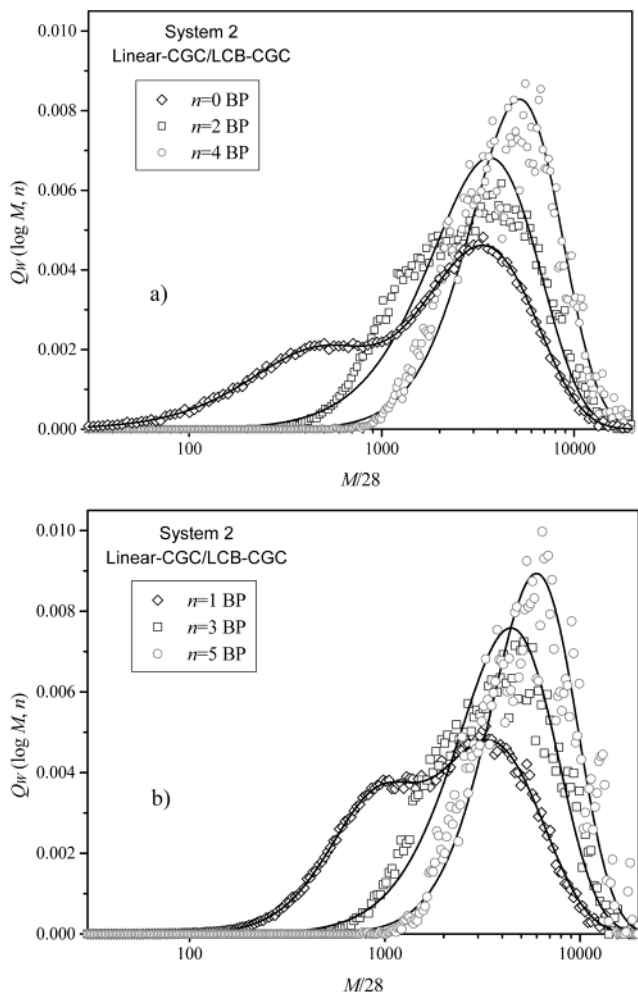 0.010
0.008
0.006
0.004
0.002
0.000
Q_W (log M, n)
System 2
Linear-CGC/LCB-CGC
n=0 BP
n=2 BP
n=4 BP
a)
100
1000
10000
M/28
0.010
0.008
0.006
0.004
0.002
0.000
Q_W (log M, n)
System 2
Linear-CGC/LCB-CGC
n=1 BP
n=3 BP
n=5 BP
b)
100
1000
10000
M/28